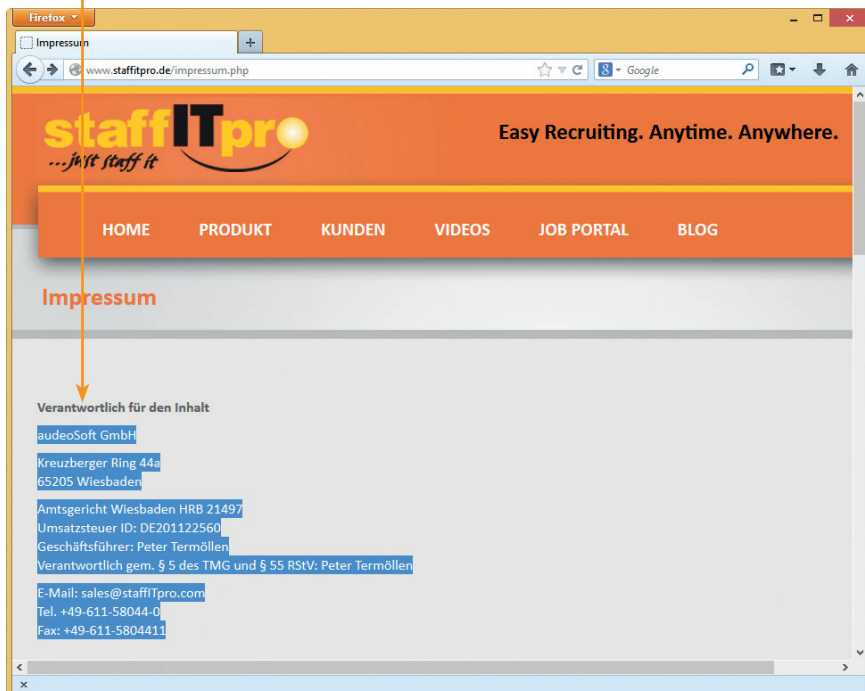 Firefox
Impressum
www.staffitpro.de/impressum.php
Google
staffITpro
...just staff it
Easy Recruiting. Anytime. Anywhere.
HOME PRODUKT KUNDEN VIDEOS JOB PORTAL BLOG
Impressum
Verantwortlich für den Inhalt
audeoSoft GmbH
Kreuzberger Ring 44a
65205 Wiesbaden
Amtsgericht Wiesbaden HRB 21497
Umsatzsteuer ID: DE201122560
Geschäftsführer: Peter Termöllen
Verantwortlich gem. § 5 des TMG und § 55 RStV: Peter Termöllen
E-Mail: sales@staffITpro.com
Tel. +49-611-58044-0
Fax: +49-611-5804411